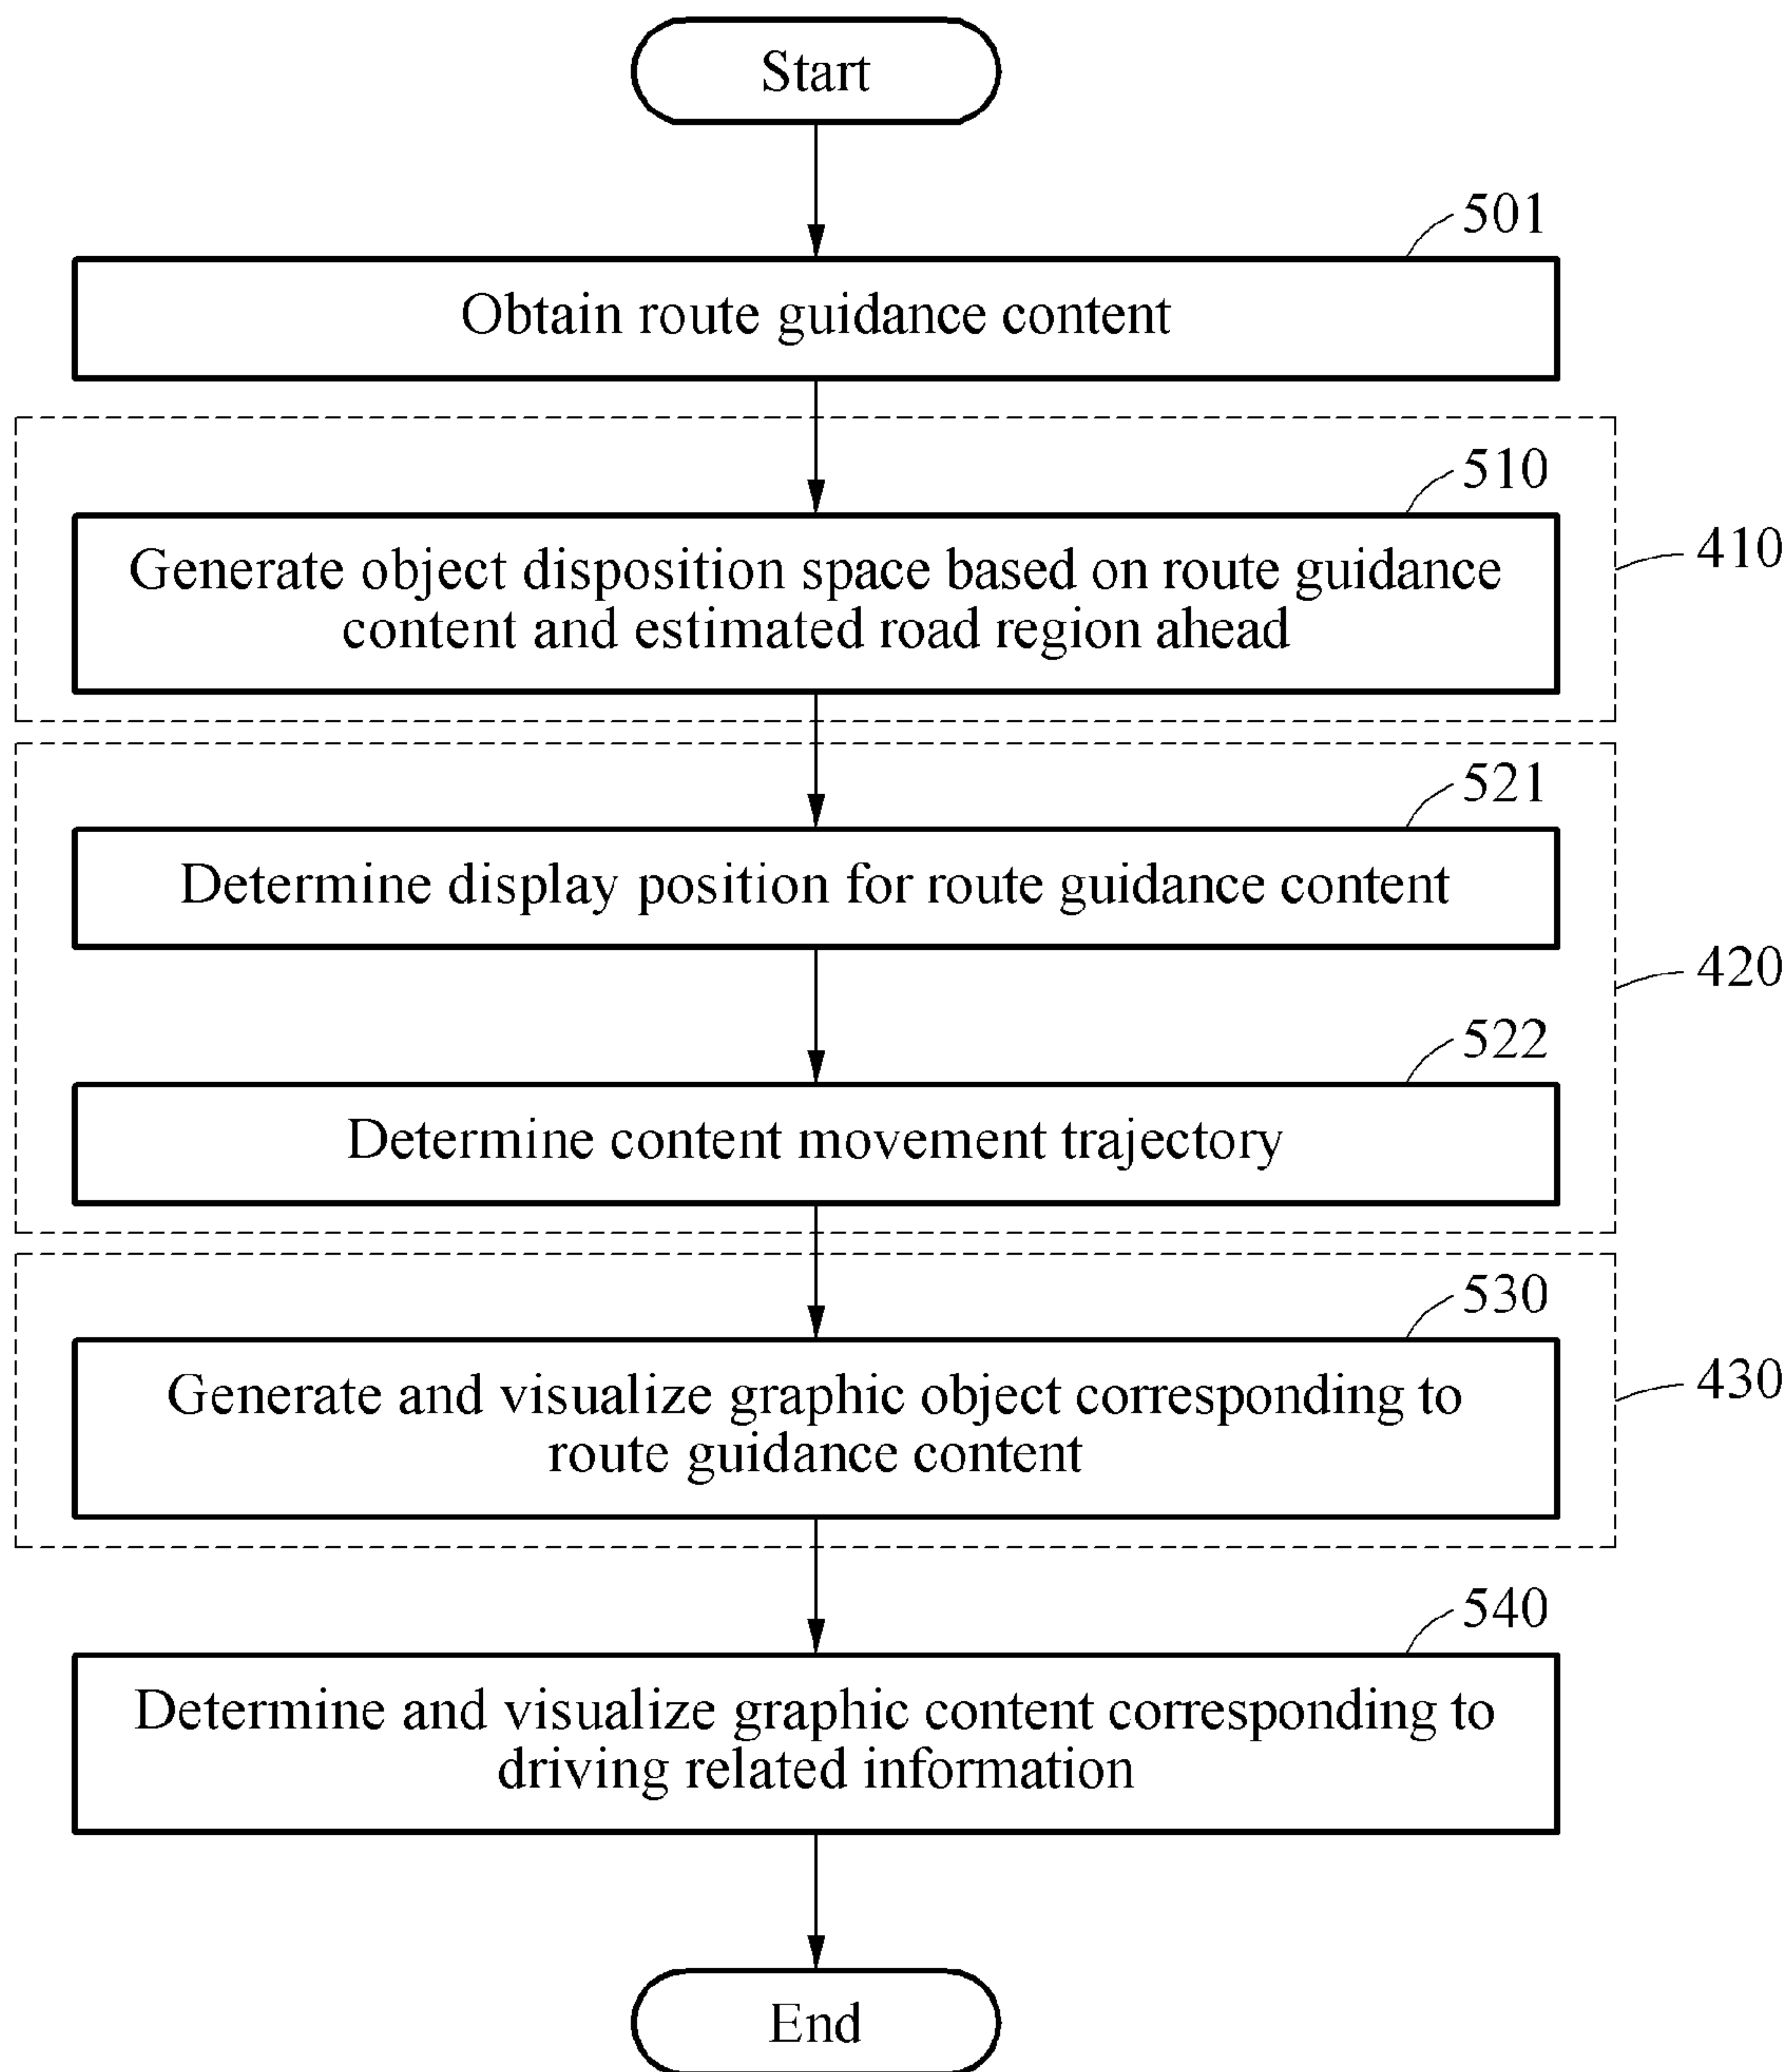 Start
501
Obtain route guidance content
510
Generate object disposition space based on route guidance
content and estimated road region ahead
410
521
Determine display position for route guidance content
420
522
Determine content movement trajectory
530
Generate and visualize graphic object corresponding to
route guidance content
430
540
Determine and visualize graphic content corresponding to
driving related information
End